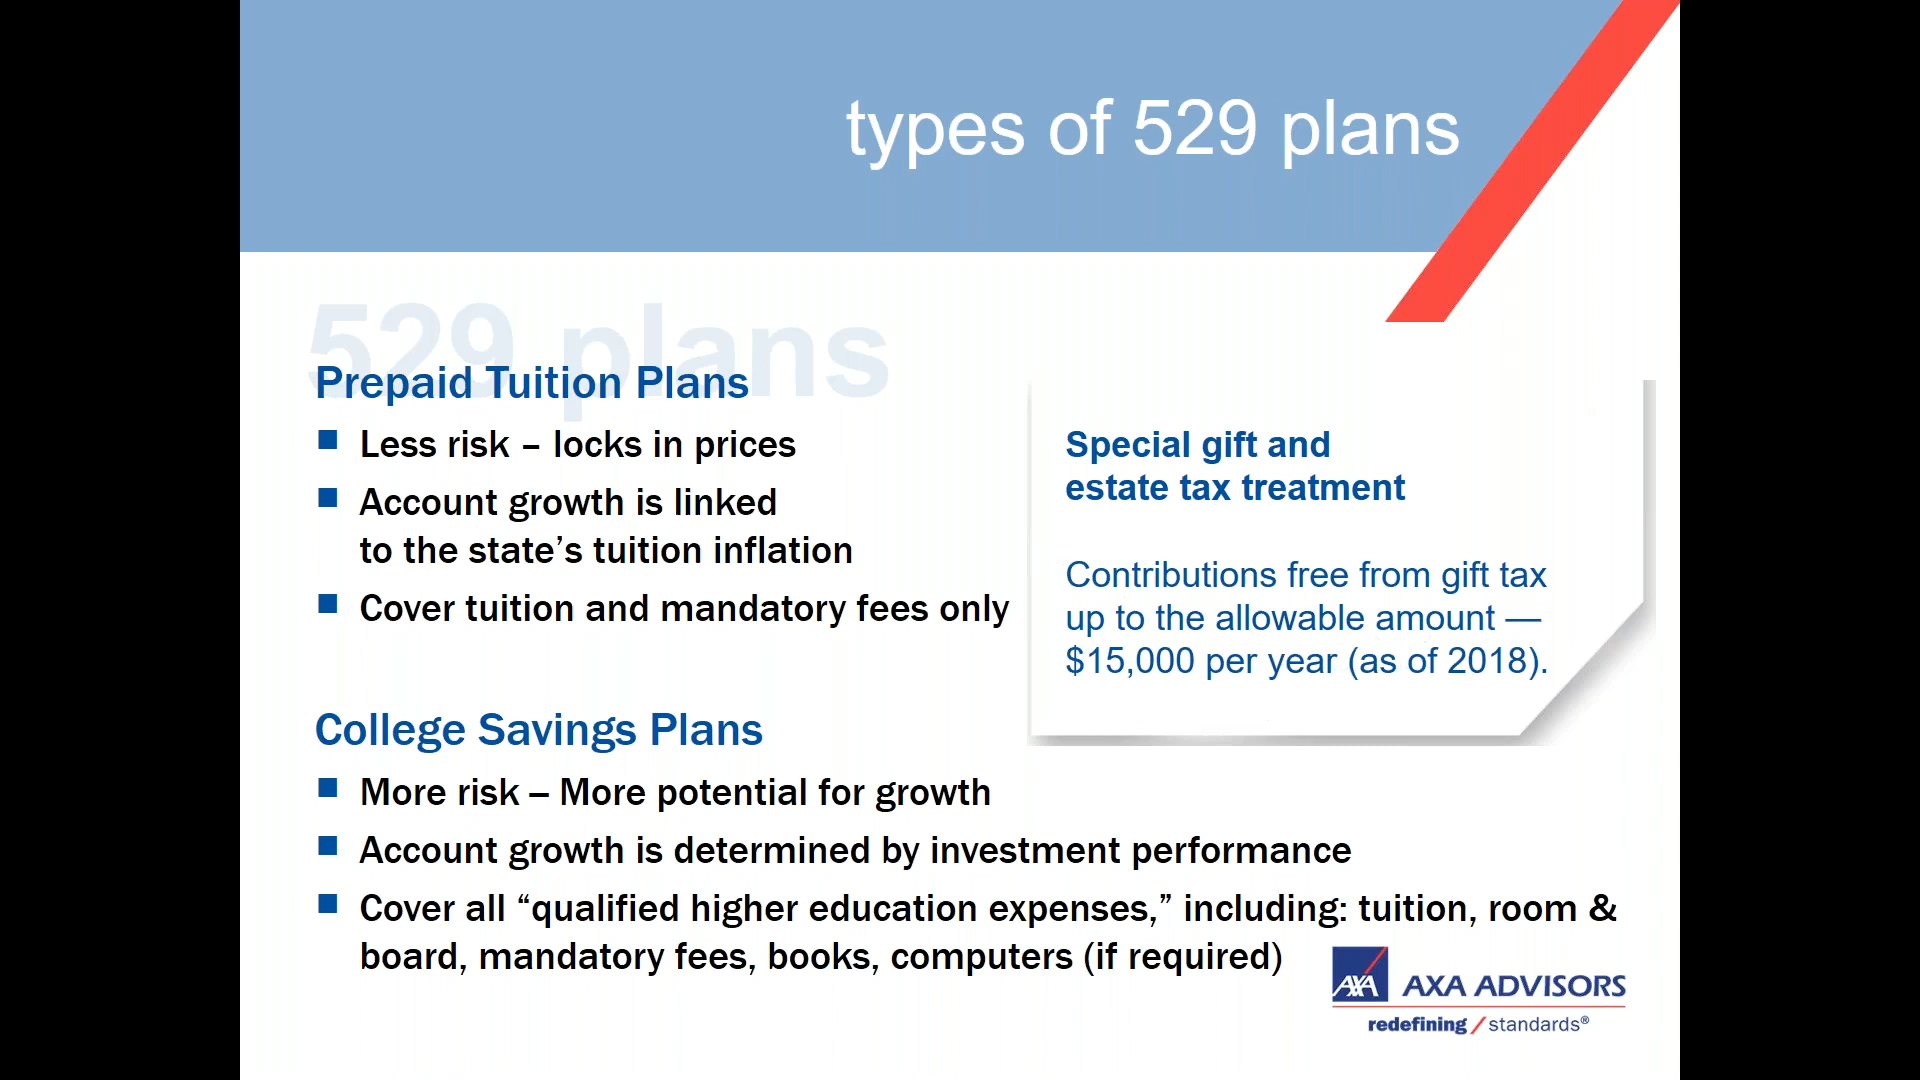 types of 529 plans
529 plans
Prepaid Tuition Plans
Less risk – locks in prices
Account growth is linked
to the state’s tuition inflation
Cover tuition and mandatory fees only
Special gift and
estate tax treatment
Contributions free from gift tax
up to the allowable amount —
$15,000 per year (as of 2018).
College Savings Plans
More risk – More potential for growth
Account growth is determined by investment performance
Cover all “qualified higher education expenses,” including: tuition, room &
board, mandatory fees, books, computers (if required)
AXA AXA ADVISORS
redefining / standards®